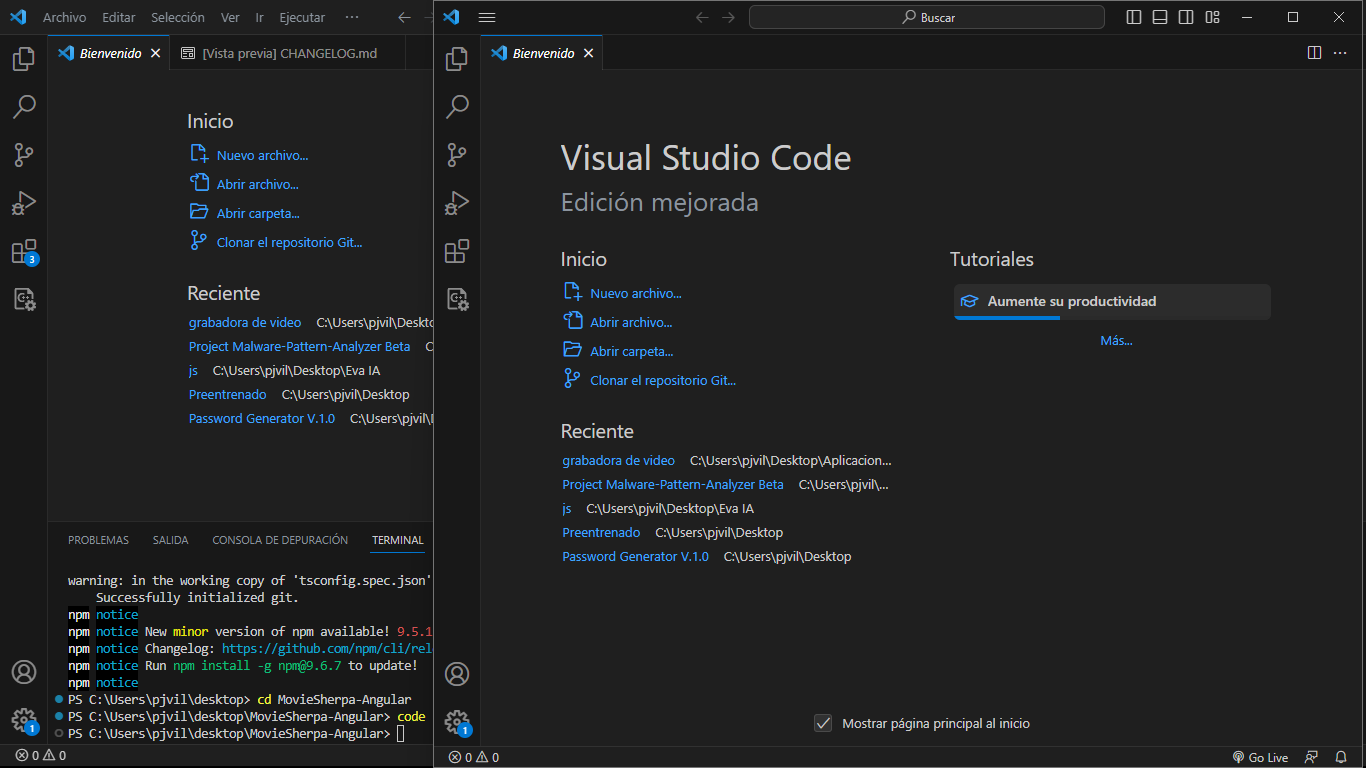 Archivo Editar Selección Ver Ir Ejecutar ···
Bienvenido [Vista previa] CHANGELOG.md
Inicio
Nuevo archivo...
Abrir archivo...
Abrir carpeta...
Clonar el repositorio Git...
Reciente
grabadora de video C:\Users\pjvil\Deskto
Project Malware-Pattern-Analyzer Beta C
js C:\Users\pjvil\Desktop\Eva IA
Preentrenado C:\Users\pjvil\Desktop
Password Generator V.1.0 C:\Users\pjvil\
3
PROBLEMAS SALIDA CONSOLA DE DEPURACIÓN TERMINAL
warning: in the working copy of 'tsconfig.spec.json'
Successfully initialized git.
npm notice
npm notice New minor version of npm available! 9.5.1
npm notice Changelog: https://github.com/npm/cli/rel
npm notice Run npm install -g npm@9.6.7 to update!
npm notice
PS C:\Users\pjvil\desktop> cd MovieSherpa-Angular
PS C:\Users\pjvil\desktop\MovieSherpa-Angular> code
PS C:\Users\pjvil\desktop\MovieSherpa-Angular>
1
0 0
Buscar
Bienvenido
Visual Studio Code
Edición mejorada
Inicio
Nuevo archivo...
Abrir archivo...
Abrir carpeta...
Clonar el repositorio Git...
Reciente
grabadora de video C:\Users\pjvil\Desktop\Aplicacion...
Project Malware-Pattern-Analyzer Beta C:\Users\pjvil\...
js C:\Users\pjvil\Desktop\Eva IA
Preentrenado C:\Users\pjvil\Desktop
Password Generator V.1.0 C:\Users\pjvil\Desktop
Tutoriales
Aumente su productividad
Más...
Mostrar página principal al inicio
1
0 0
Go Live